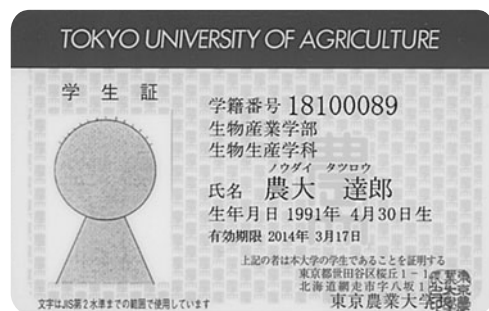 TOKYO UNIVERSITY OF AGRICULTURE
学生証
学籍番号 18100089
生物産業学部
生物生産学科
ノウダイ タツロウ
氏名 農大 達郎
生年月日 1991年 4月30日生
有効期限 2014年 3月17日
上記の者は本大学の学生であることを証明する
東京都世田谷区桜丘1-1
北海道網走市字八坂1
東京農業大学
文字はJIS第2水準までの範囲で使用しています